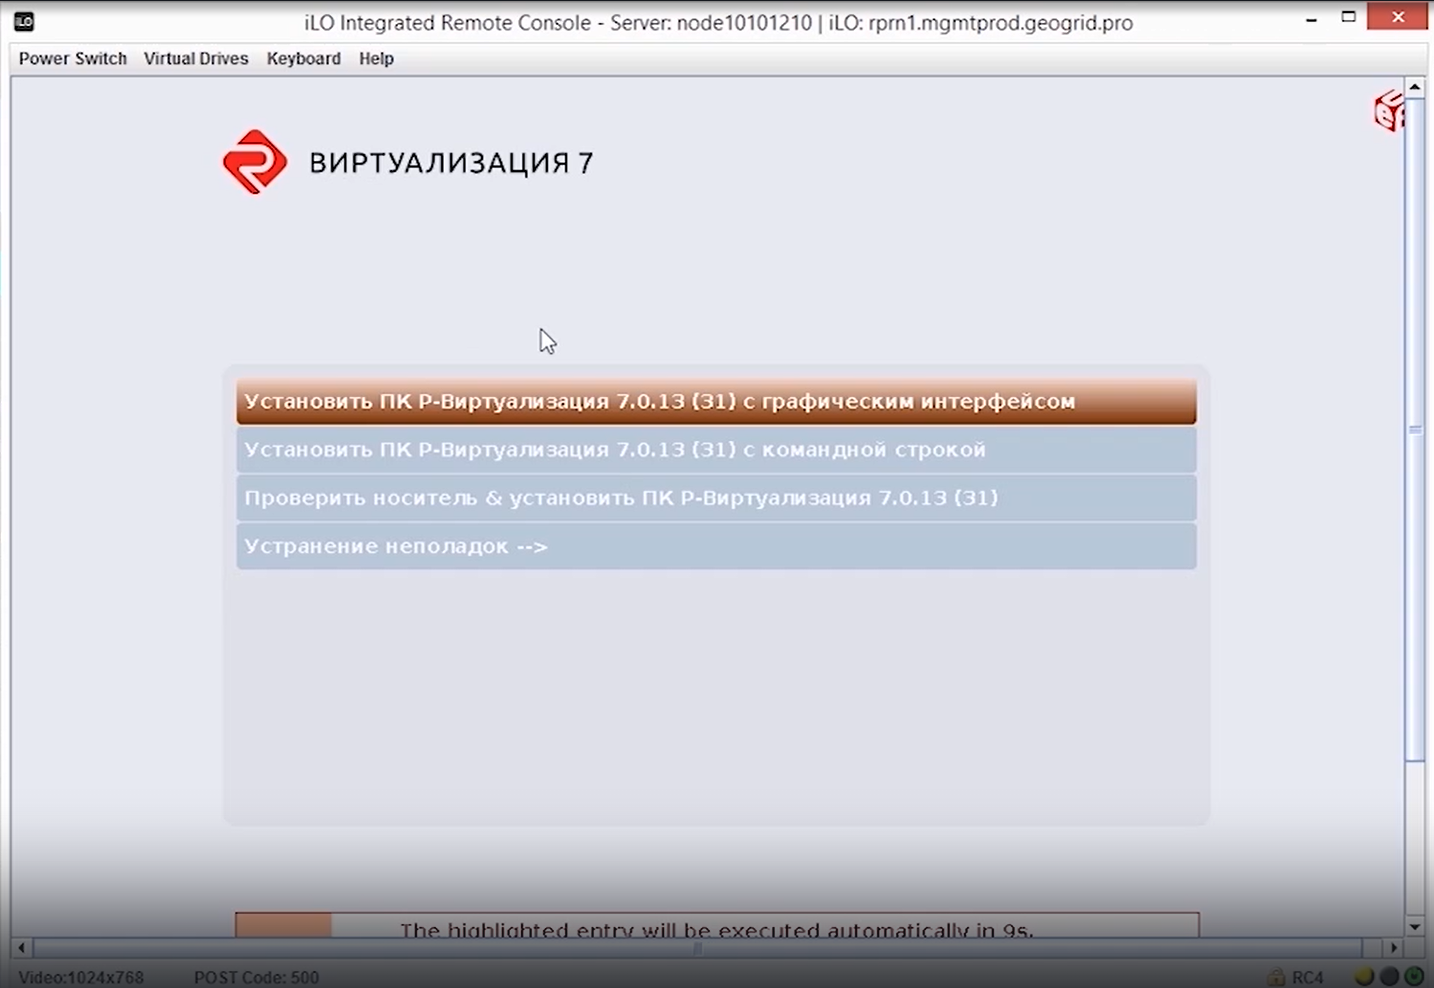 iLO
iLO Integrated Remote Console - Server: node10101210 | iLO: rprn1.mgmtprod.geogrid.pro
Power Switch Virtual Drives Keyboard Help
ВИРТУАЛИЗАЦИЯ 7
Установить ПК Р-Виртуализация 7.0.13 (31) с графическим интерфейсом
Установить ПК Р-Виртуализация 7.0.13 (31) с командной строкой
Проверить носитель & установить ПК Р-Виртуализация 7.0.13 (31)
Устранение неполадок -->
The highlighted entry will be executed automatically in 9s.
Video:1024x768 POST Code: 500 RC4